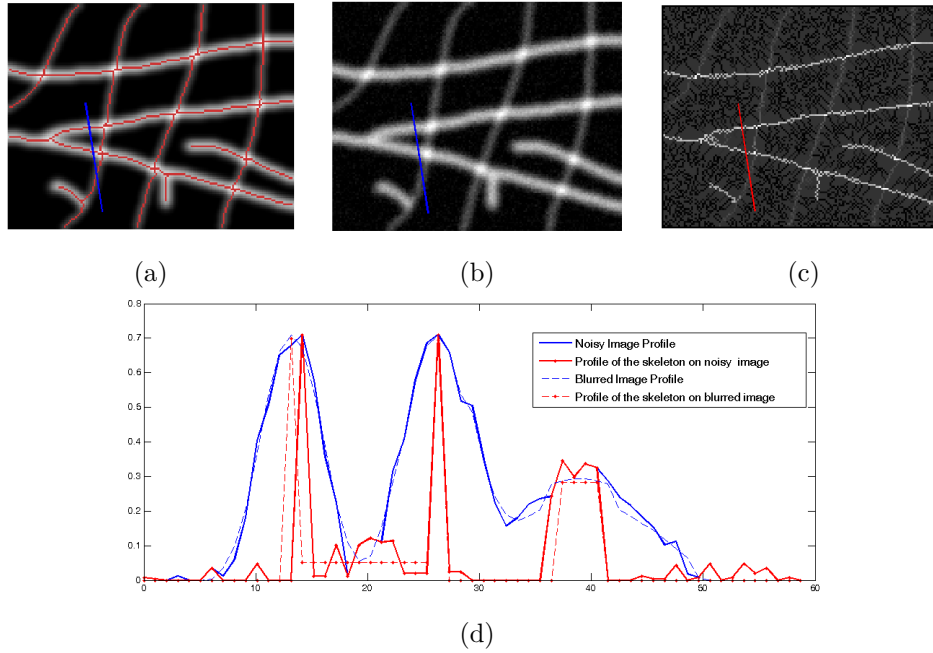 (a)
(b)
(c)
0.8
0.7
0.6
0.5
0.4
0.3
0.2
0.1
0
0
10
20
30
40
50
60
Noisy Image Profile
Profile of the skeleton on noisy image
Blurred Image Profile
Profile of the skeleton on blurred image
(d)